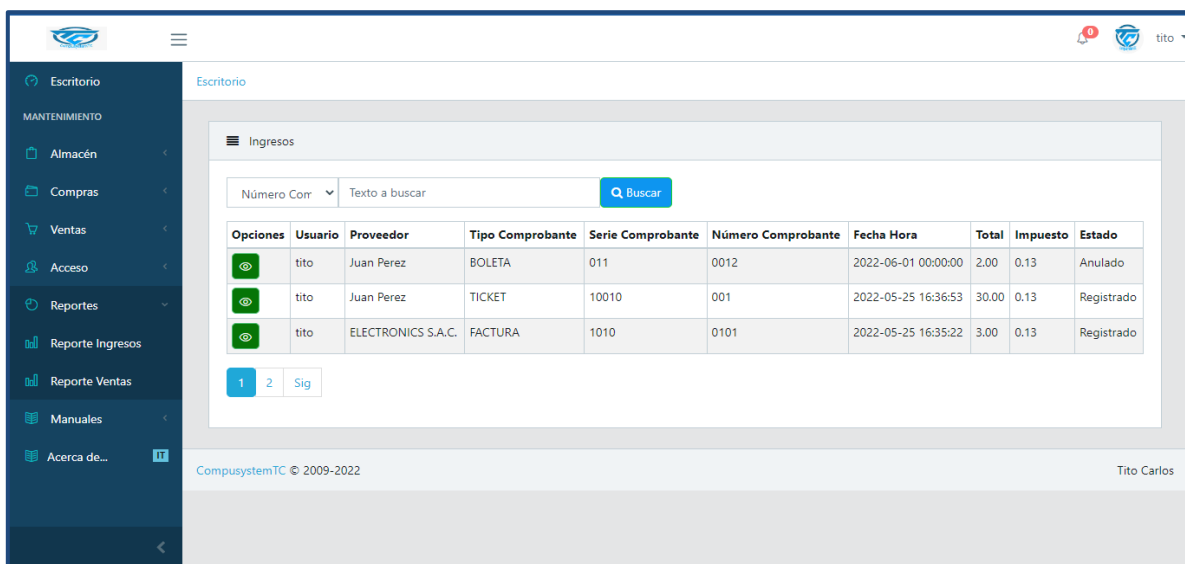 0
tito
Escritorio
MANTENIMIENTO
Almacén
Compras
Ventas
Acceso
Reportes
Reporte Ingresos
Reporte Ventas
Manuales
Acerca de... IT
Escritorio
Ingresos
Número Com Texto a buscar Buscar
Opciones Usuario Proveedor Tipo Comprobante Serie Comprobante Número Comprobante Fecha Hora Total Impuesto Estado
tito Juan Perez BOLETA 011 0012 2022-06-01 00:00:00 2.00 0.13 Anulado
tito Juan Perez TICKET 10010 001 2022-05-25 16:36:53 30.00 0.13 Registrado
tito ELECTRONICS S.A.C. FACTURA 1010 0101 2022-05-25 16:35:22 3.00 0.13 Registrado
1 2 Sig
CompusystemTC © 2009-2022 Tito Carlos